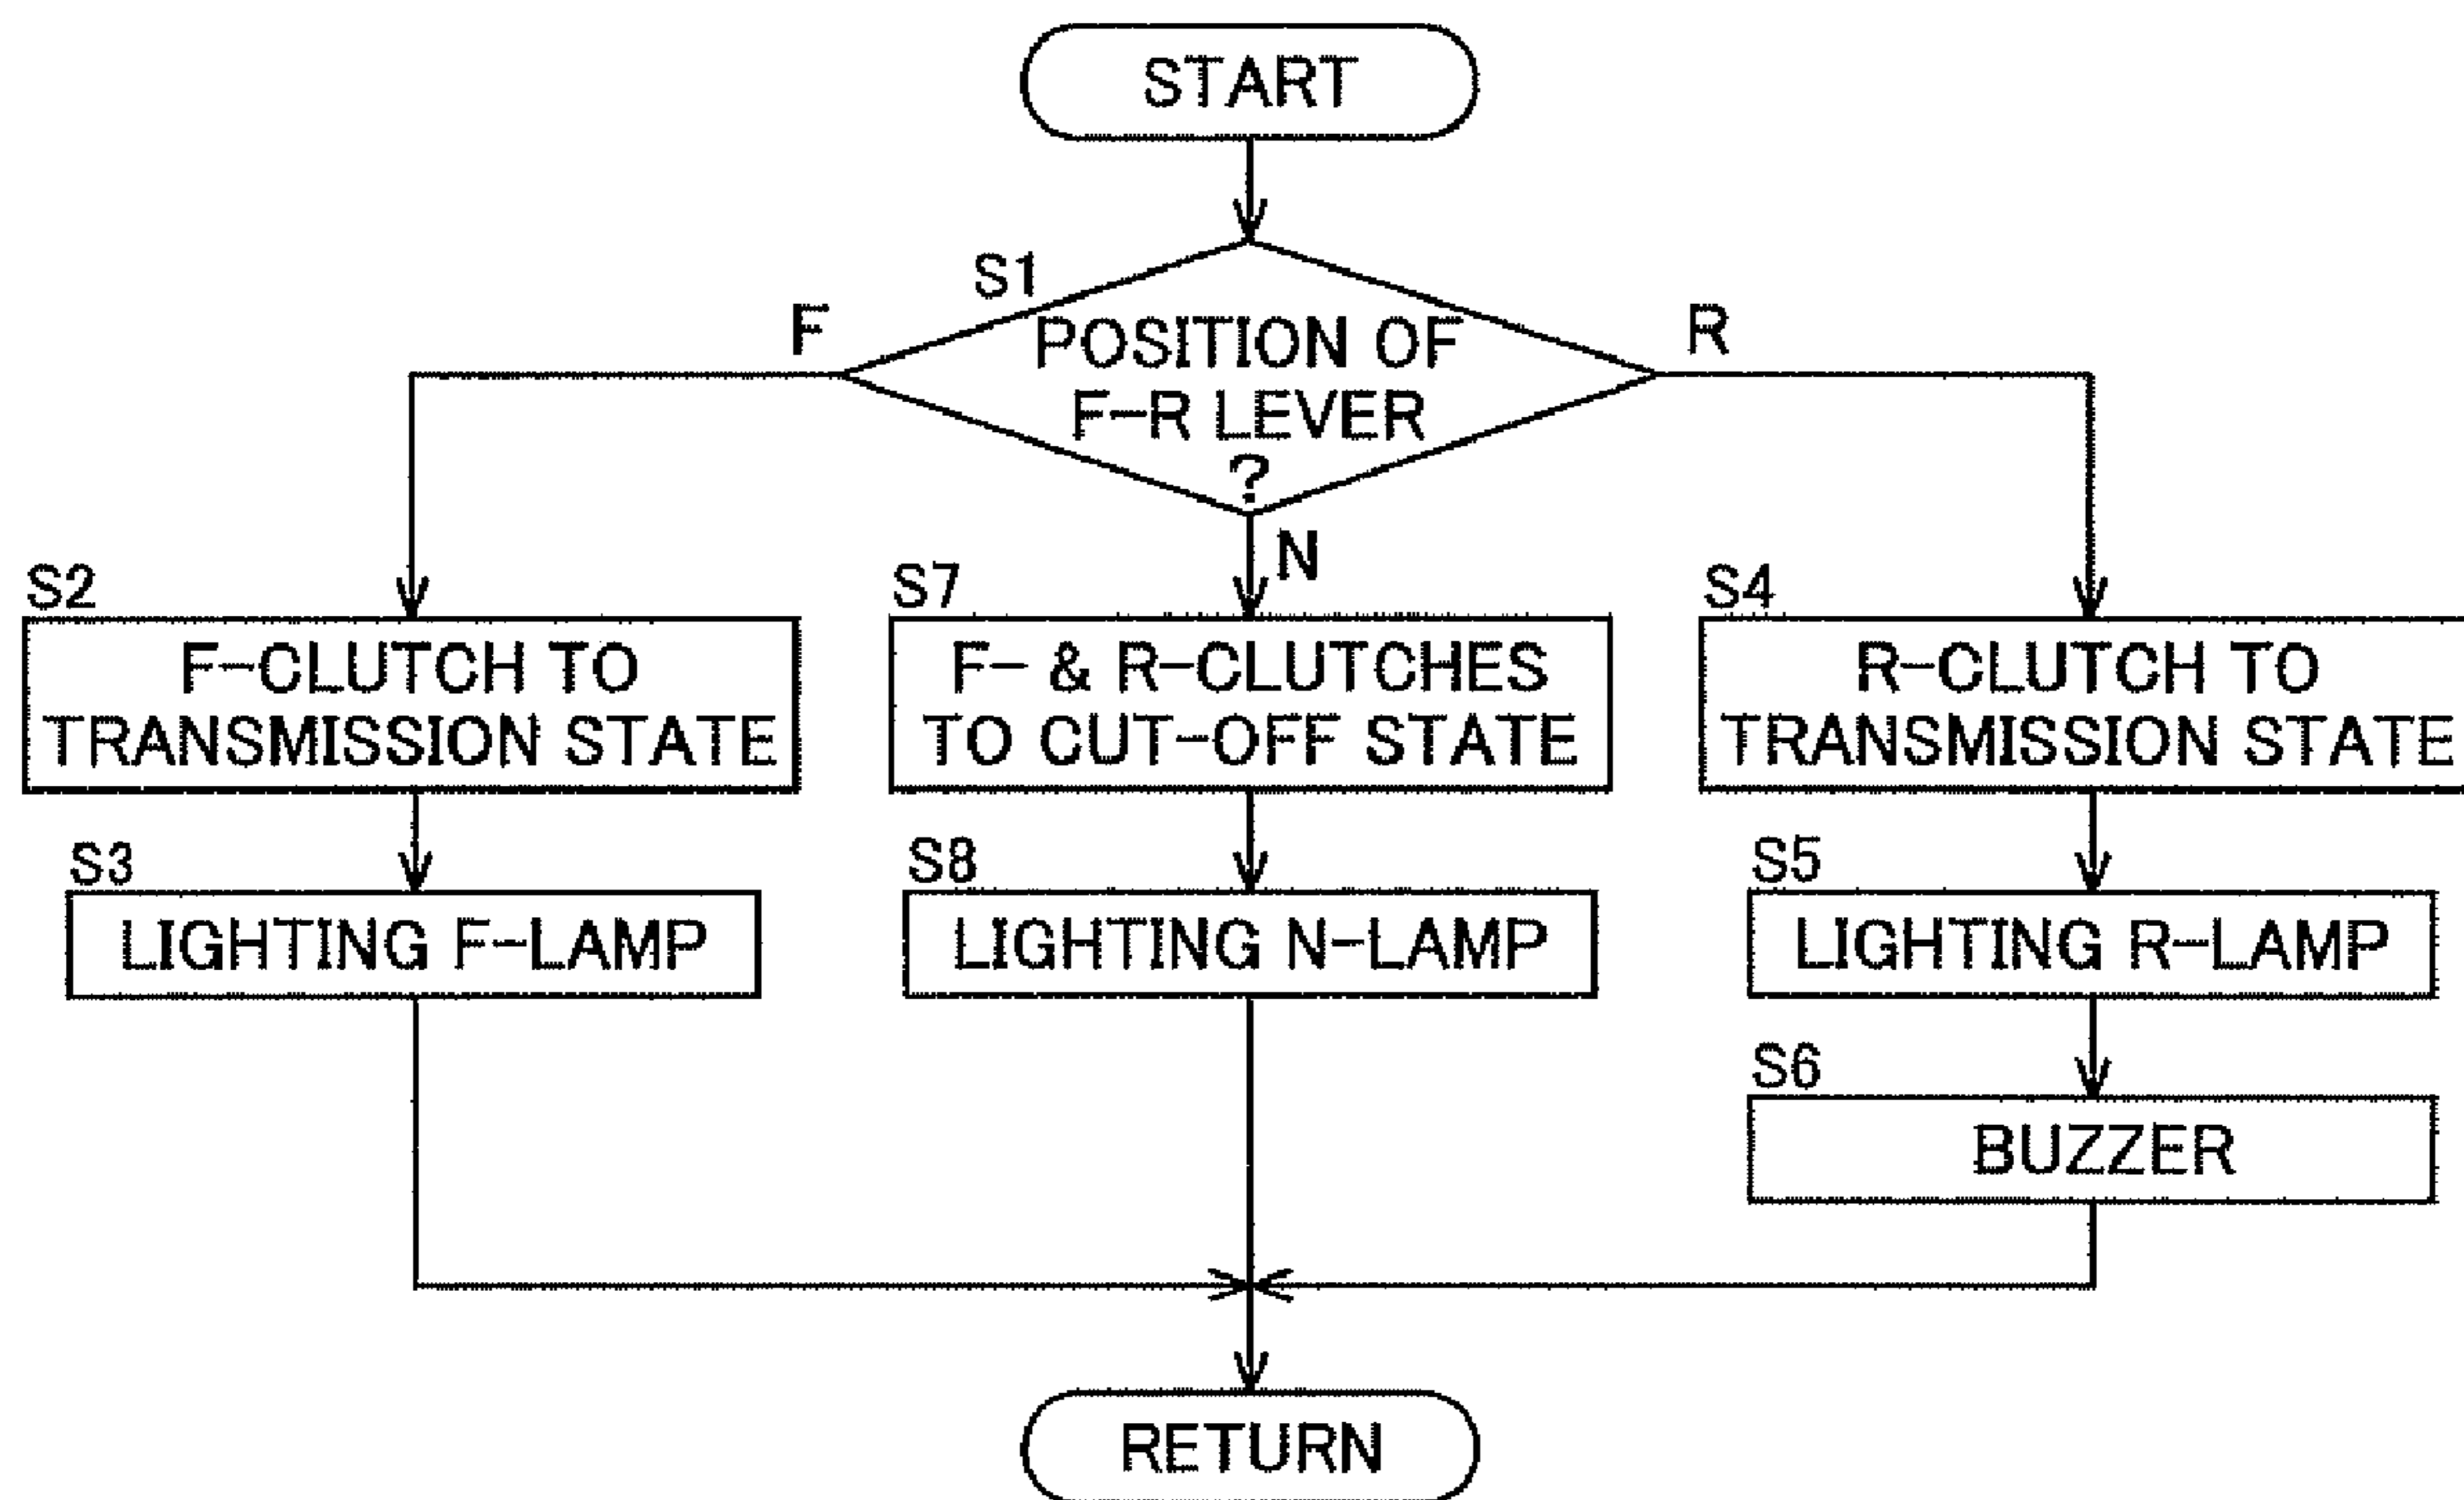 START
S1
F
R
POSITION OF
F-R LEVER
?
N
S2
S7
S4
F-CLUTCH TO
TRANSMISSION STATE
F- & R-CLUTCHES
TO CUT-OFF STATE
R-CLUTCH TO
TRANSMISSION STATE
S3
S8
S5
LIGHTING F-LAMP
LIGHTING N-LAMP
LIGHTING R-LAMP
S6
BUZZER
RETURN